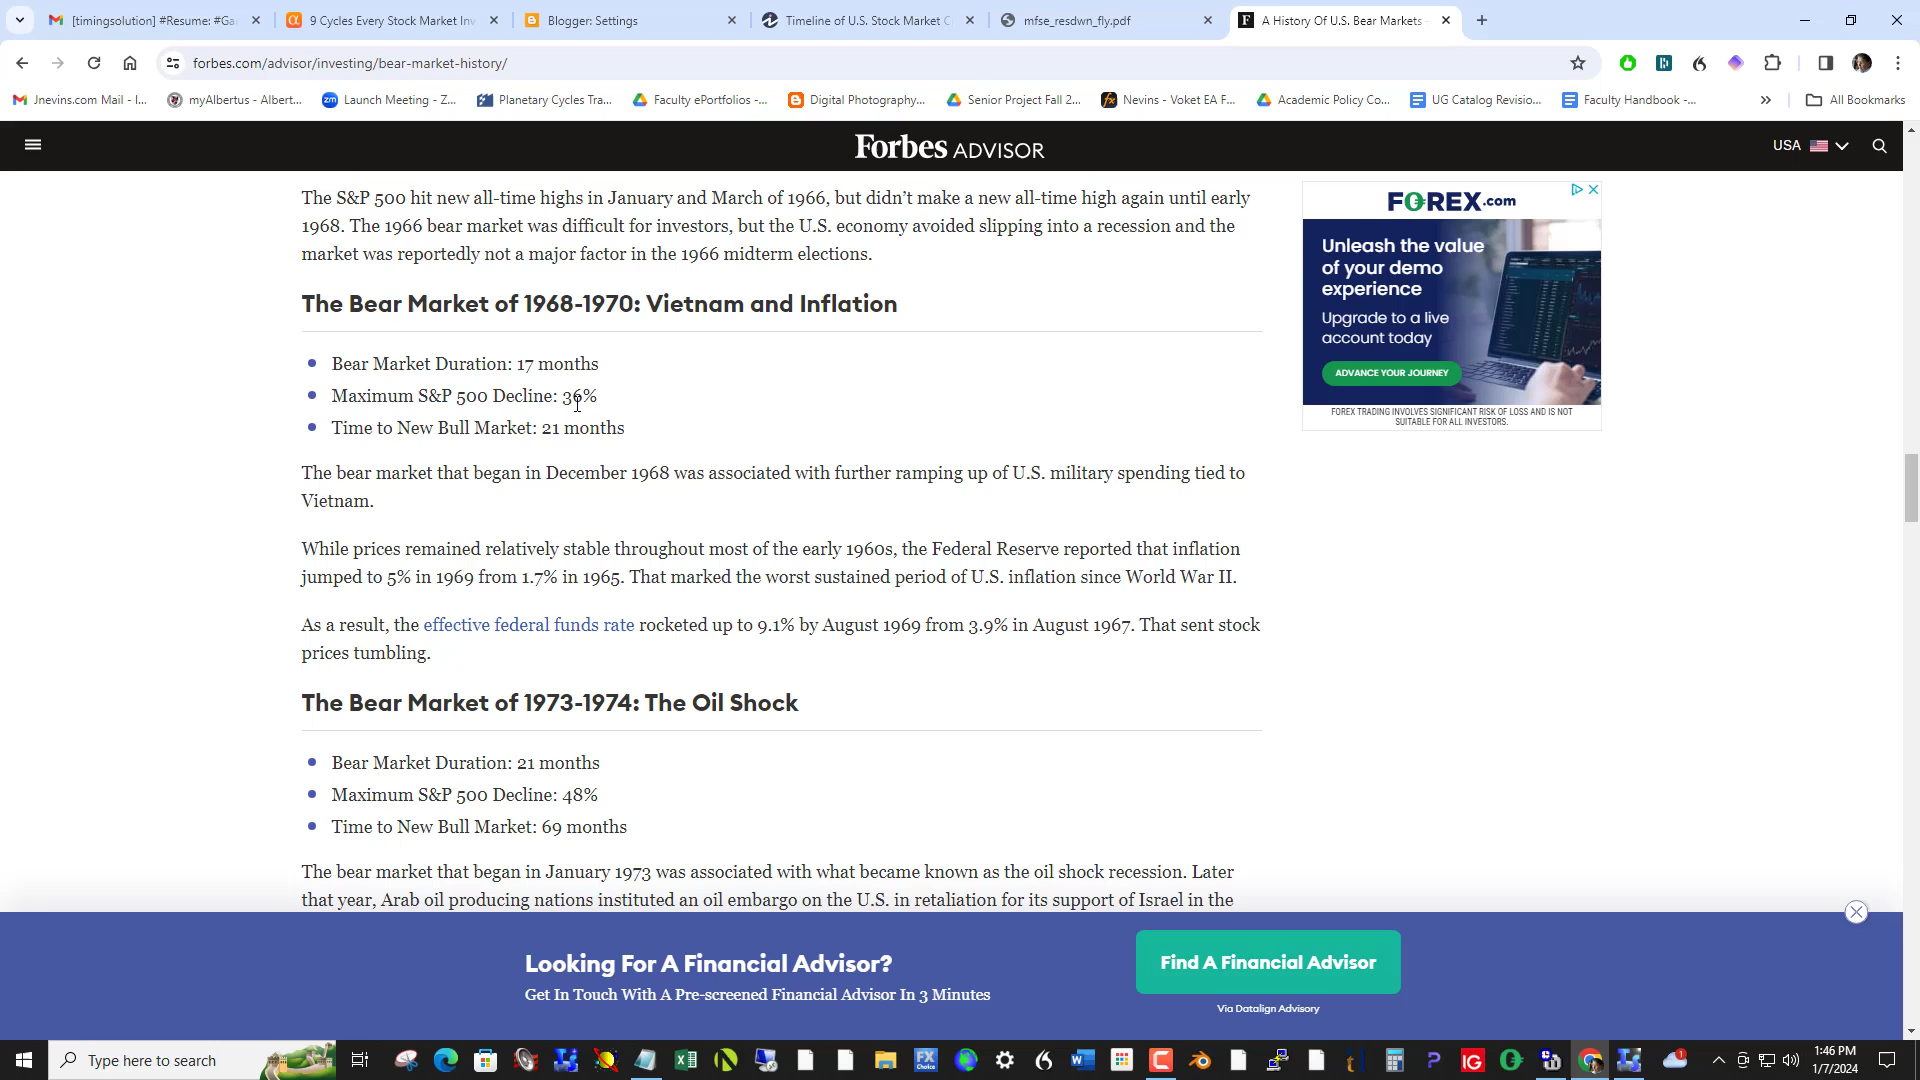 [timingsolution] #Resume: #Ga
9 Cycles Every Stock Market Inv
Blogger: Settings
Timeline of U.S. Stock Market C
mfse_resdwn_fly.pdf
A History Of U.S. Bear Markets
forbes.com/advisor/investing/bear-market-history/
Jnevins.com Mail - I...
myAlbertus - Albert...
Launch Meeting - Z...
Planetary Cycles Tra...
Faculty ePortfolios -...
Digital Photography...
Senior Project Fall 2...
Nevins - Voket EA F...
Academic Policy Co...
UG Catalog Revisio...
Faculty Handbook -...
All Bookmarks
Forbes ADVISOR
USA
The S&P 500 hit new all-time highs in January and March of 1966, but didn’t make a new all-time high again until early
1968. The 1966 bear market was difficult for investors, but the U.S. economy avoided slipping into a recession and the
market was reportedly not a major factor in the 1966 midterm elections.
FOREX.com
Unleash the value
of your demo
experience
Upgrade to a live
account today
ADVANCE YOUR JOURNEY
FOREX TRADING INVOLVES SIGNIFICANT RISK OF LOSS AND IS NOT
SUITABLE FOR ALL INVESTORS.
The Bear Market of 1968-1970: Vietnam and Inflation
Bear Market Duration: 17 months
Maximum S&P 500 Decline: 36%
Time to New Bull Market: 21 months
The bear market that began in December 1968 was associated with further ramping up of U.S. military spending tied to
Vietnam.
While prices remained relatively stable throughout most of the early 1960s, the Federal Reserve reported that inflation
jumped to 5% in 1969 from 1.7% in 1965. That marked the worst sustained period of U.S. inflation since World War II.
As a result, the effective federal funds rate rocketed up to 9.1% by August 1969 from 3.9% in August 1967. That sent stock
prices tumbling.
The Bear Market of 1973-1974: The Oil Shock
Bear Market Duration: 21 months
Maximum S&P 500 Decline: 48%
Time to New Bull Market: 69 months
The bear market that began in January 1973 was associated with what became known as the oil shock recession. Later
that year, Arab oil producing nations instituted an oil embargo on the U.S. in retaliation for its support of Israel in the
Looking For A Financial Advisor?
Get In Touch With A Pre-screened Financial Advisor In 3 Minutes
Find A Financial Advisor
Via Datalign Advisory
Type here to search
1:46 PM
1/7/2024